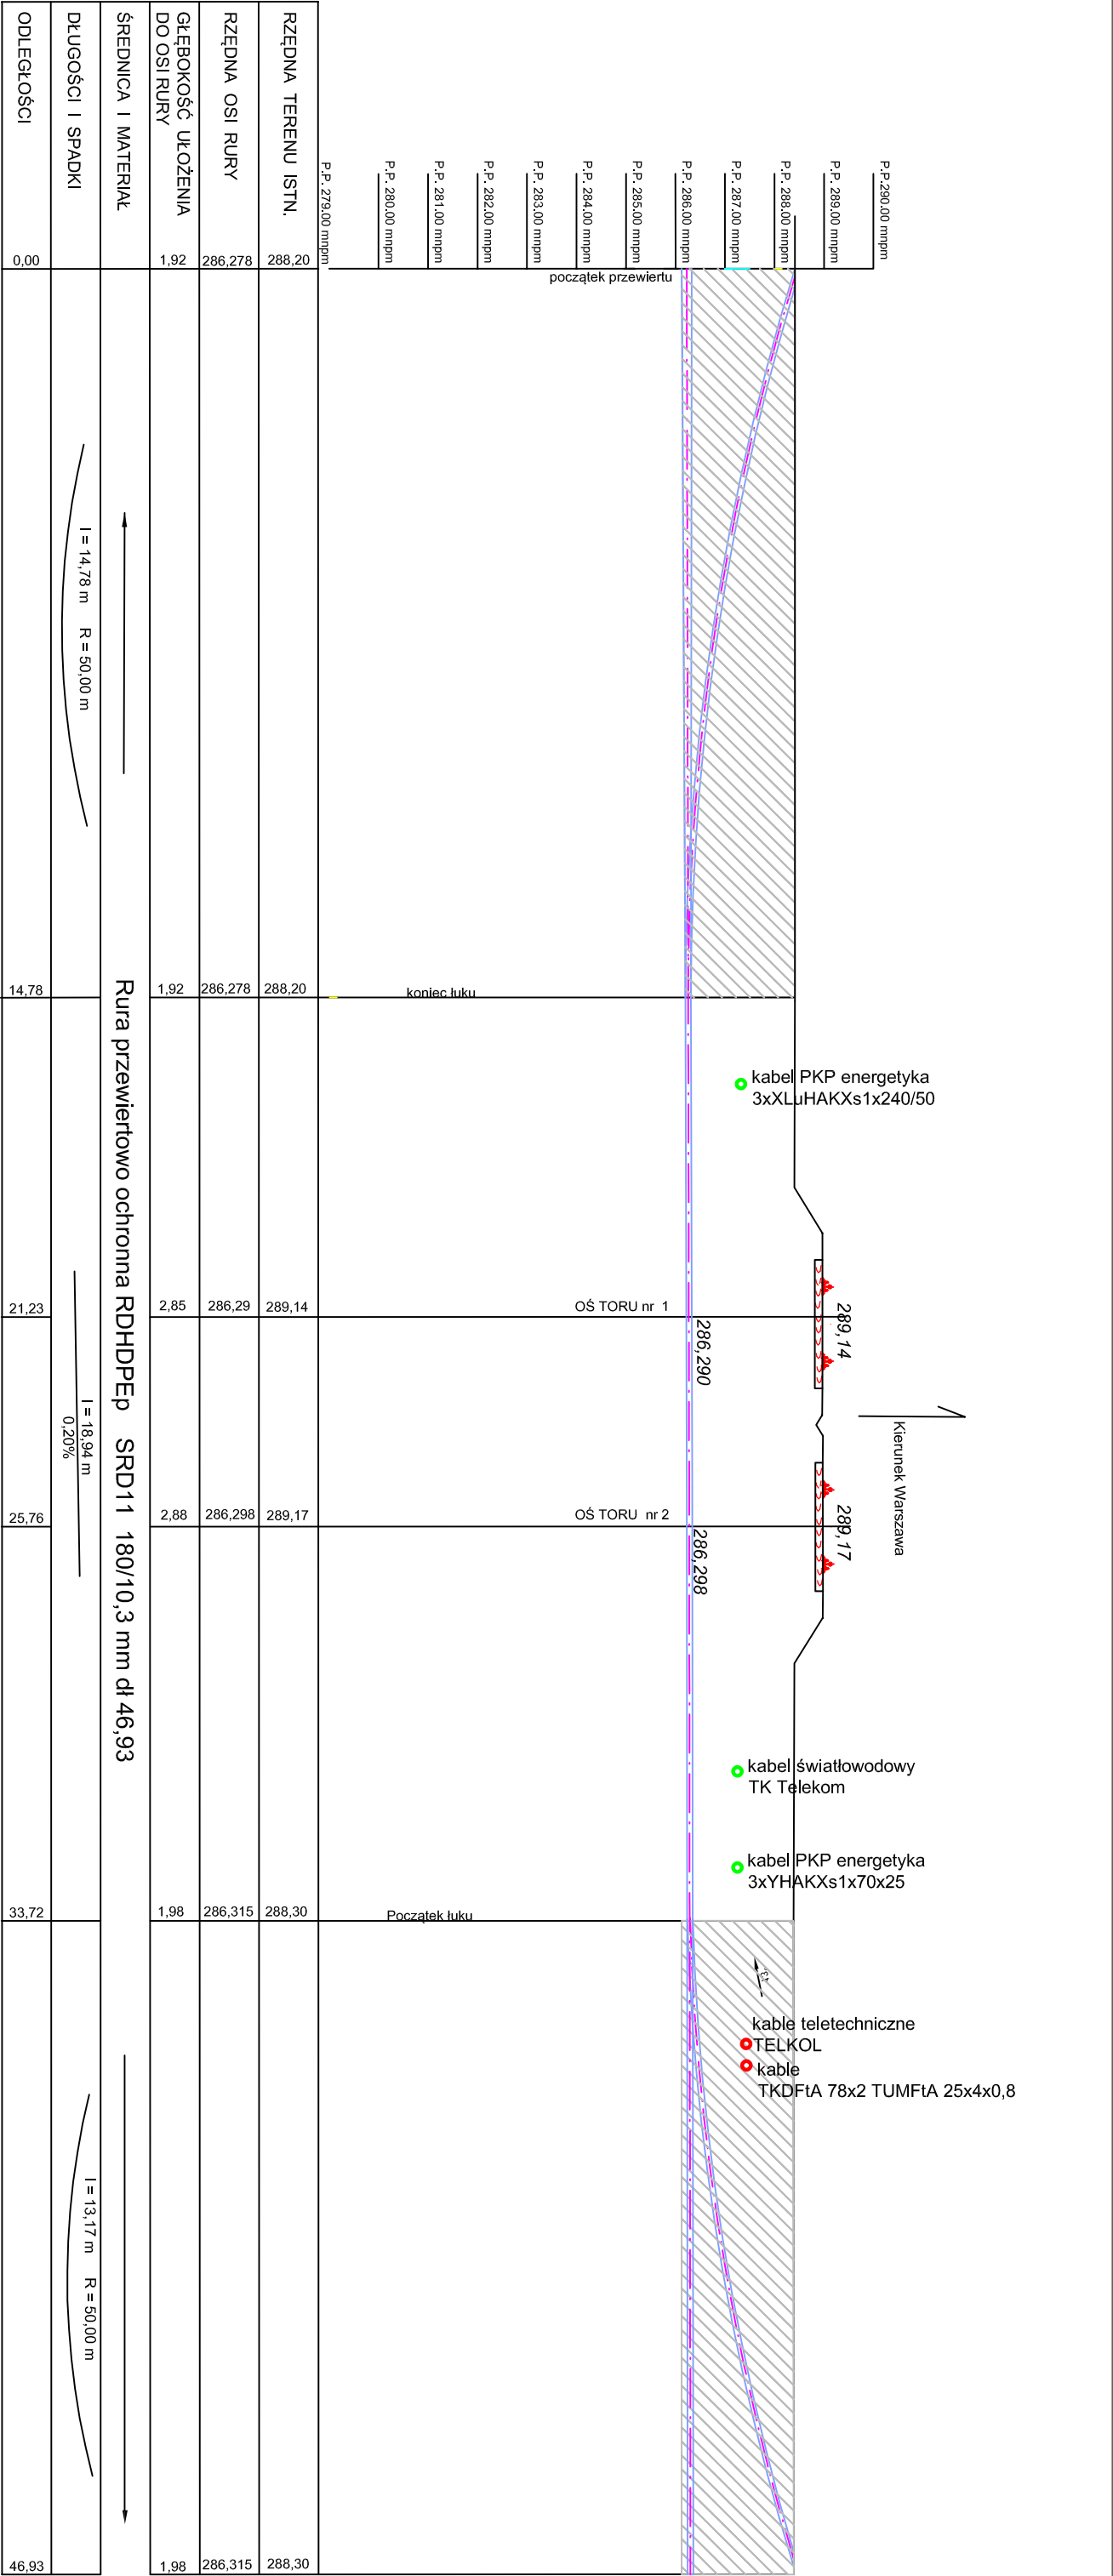 P.P.290.00 mnpm
P.P. 289.00 mnpm
P.P. 288.00 mnpm
P.P. 287.00 mnpm
P.P. 286.00 mnpm
P.P. 285.00 mnpm
P.P. 284.00 mnpm
P.P. 283.00 mnpm
P.P. 282.00 mnpm
P.P. 281.00 mnpm
P.P. 280.00 mnpm
P.P. 279.00 mnpm
początek przewiertu
koniec łuku
kabel PKP energetyka
3xXLuHAKXs1x240/50
OŚ TORU nr 1
286,290
289,14
Kierunek Warszawa
OŚ TORU nr 2
286,298
289,17
kabel światłowodowy
TK Telekom
kabel PKP energetyka
3xYHAKXs1x70x25
Początek łuku
kable teletechniczne
TELKOL
kable
TKDFtA 78x2 TUMFtA 25x4x0,8
RZĘDNA TERENU ISTN.
288,20
288,20
289,14
289,17
288,30
288,30
RZĘDNA OSI RURY
286,278
286,278
286,29
286,298
286,315
286,315
GŁĘBOKOŚĆ UŁOŻENIA
DO OSI RURY
1,92
1,92
2,85
2,88
1,98
1,98
ŚREDNICA I MATERIAŁ
Rura przewiertowo ochronna RDHDPEp SRD11 180/10,3 mm dł 46,93
DŁUGOŚCI I SPADKI
l = 14,78 m R = 50,00 m
l = 18,94 m
0,20%
l = 13,17 m R = 50,00 m
ODLEGŁOŚCI
0,00
14,78
21,23
25,76
33,72
46,93